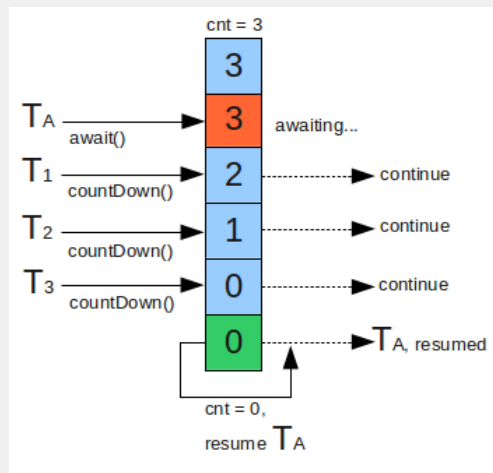 cnt = 3
3
TA
await()
3
awaiting...
T1
countDown()
2
continue
T2
countDown()
1
continue
T3
countDown()
0
continue
0
TA, resumed
cnt = 0,
resume TA